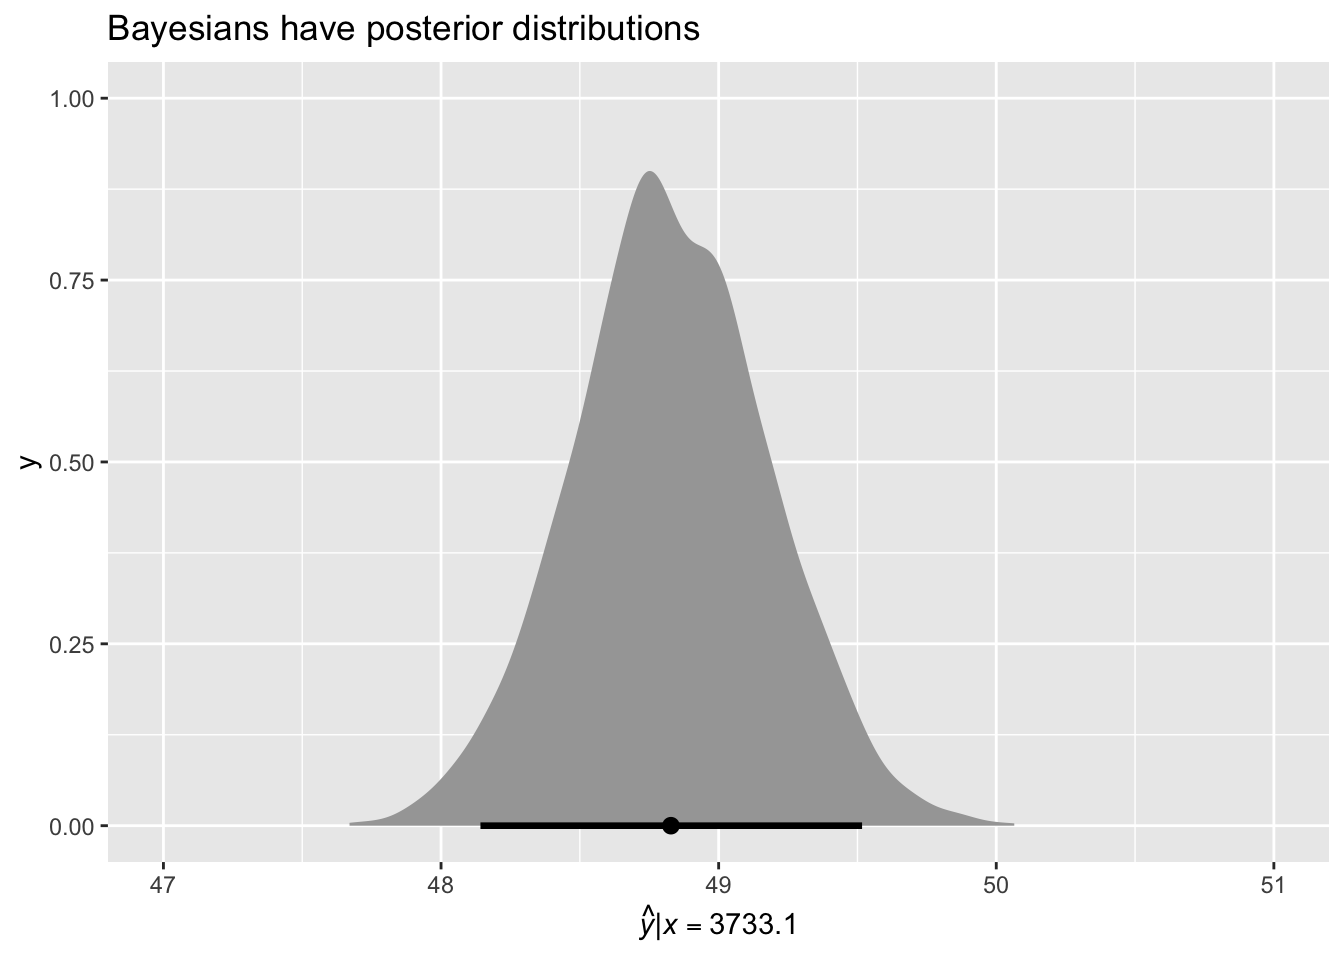 Bayesians have posterior distributions
1.00
0.75
0.50
0.25
0.00
y
47 48 49 50 51
ŷ|x = 3733.1